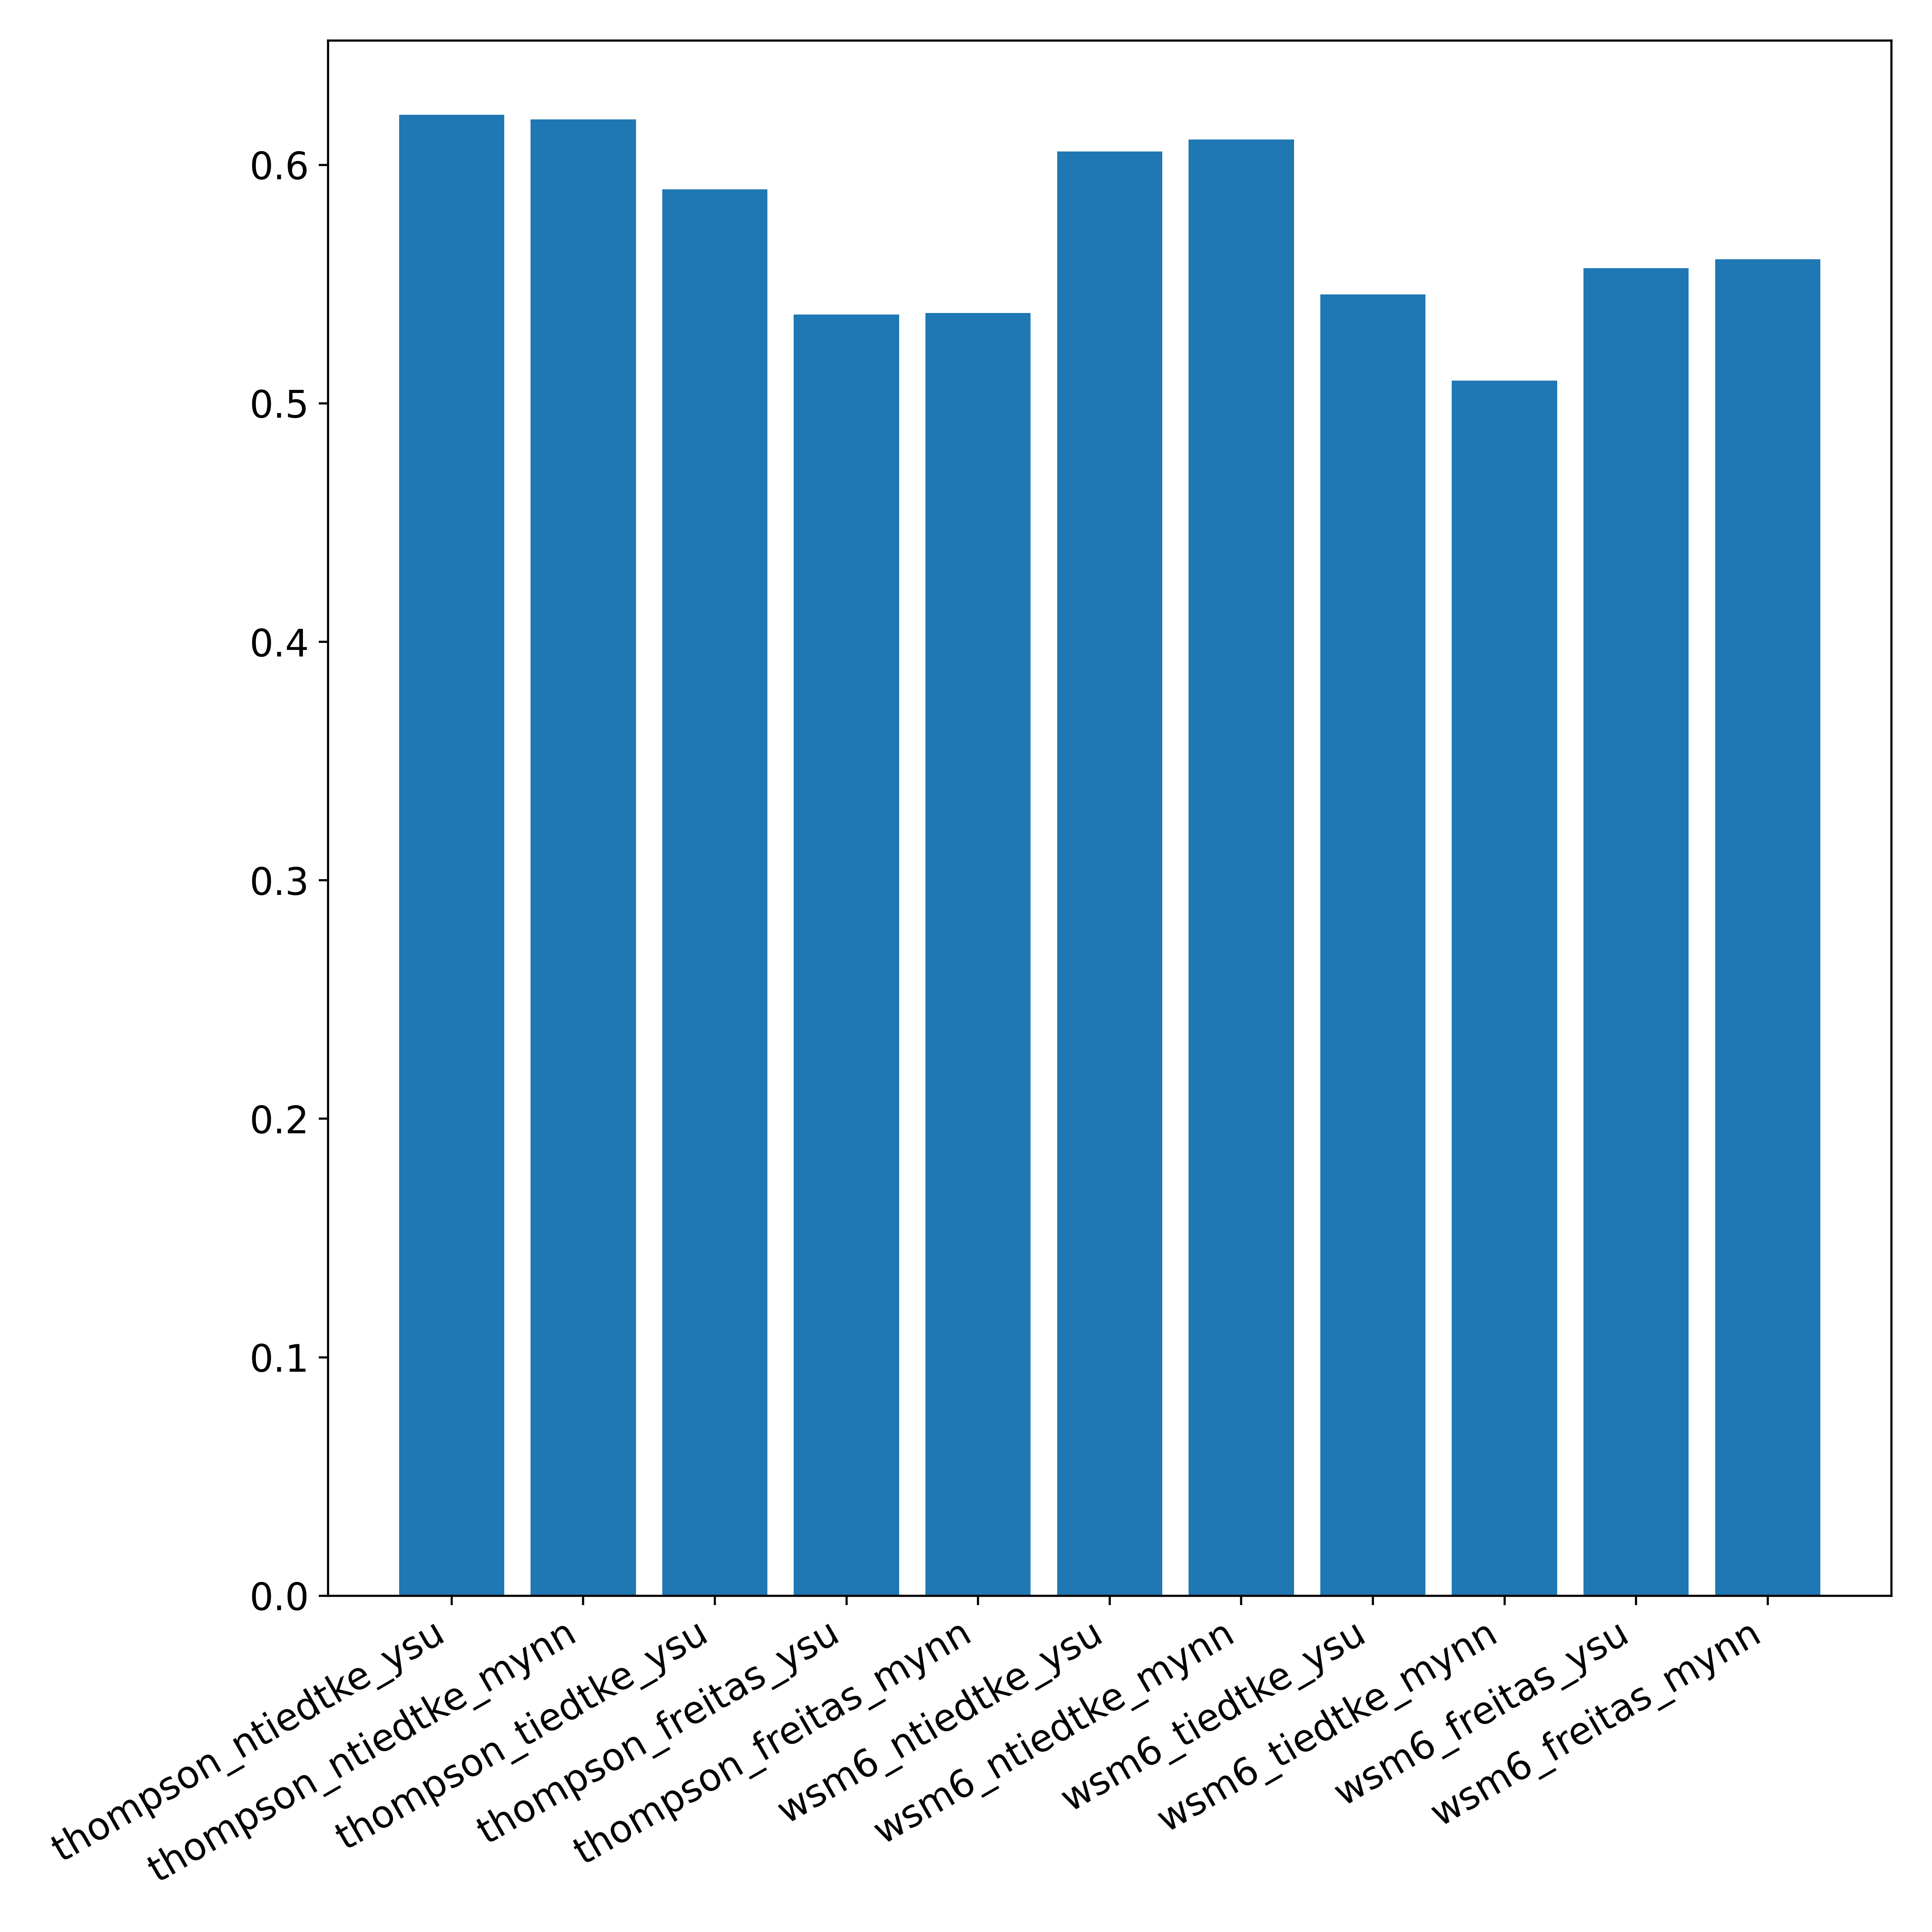 0.6
0.5
0.4
0.3
0.2
0.1
0.0
thompson_ntiedtke_ysu
thompson_ntiedtke_mynn
thompson_tiedtke_ysu
thompson_freitas_ysu
thompson_freitas_mynn
wsm6_ntiedtke_ysu
wsm6_ntiedtke_mynn
wsm6_tiedtke_ysu
wsm6_tiedtke_mynn
wsm6_freitas_ysu
wsm6_freitas_mynn